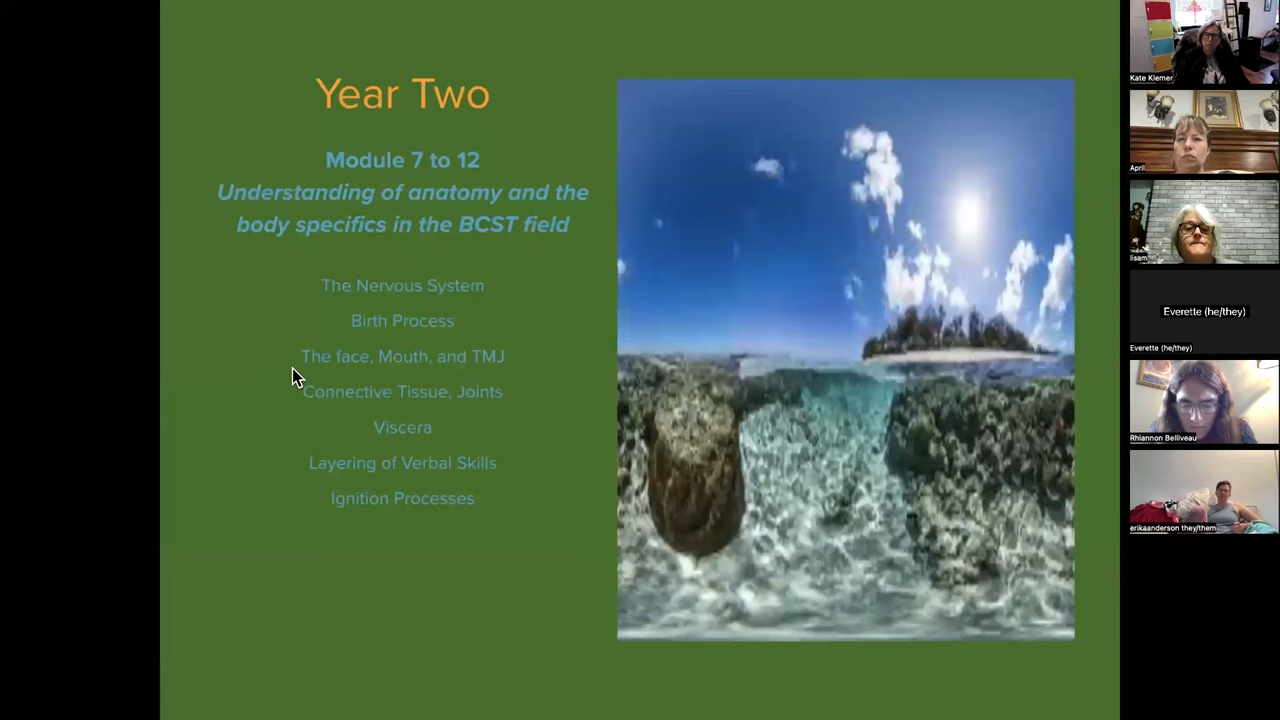 Year Two
Module 7 to 12
Understanding of anatomy and the
body specifics in the BCST field
The Nervous System
Birth Process
The face, Mouth, and TMJ
Connective Tissue, Joints
Viscera
Layering of Verbal Skills
Ignition Processes
Kate Klemer
April
lisam
Everette (he/they)
Everette (he/they)
Rhiannon Belliveau
erikaanderson they/them